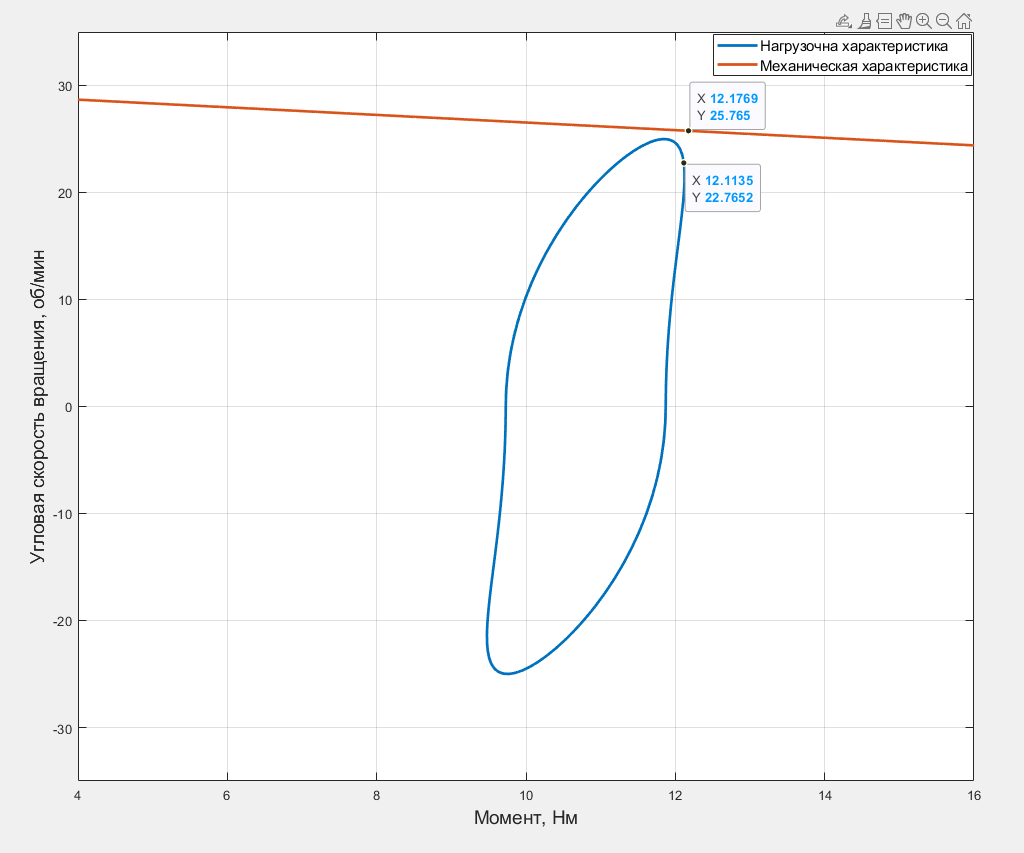 Нагрузочна характеристика
Механическая характеристика
X 12.1769
Y 25.765
X 12.1135
Y 22.7652
30
20
10
0
-10
-20
-30
Угловая скорость вращения, об/мин
4 6 8 10 12 14 16
Момент, Нм